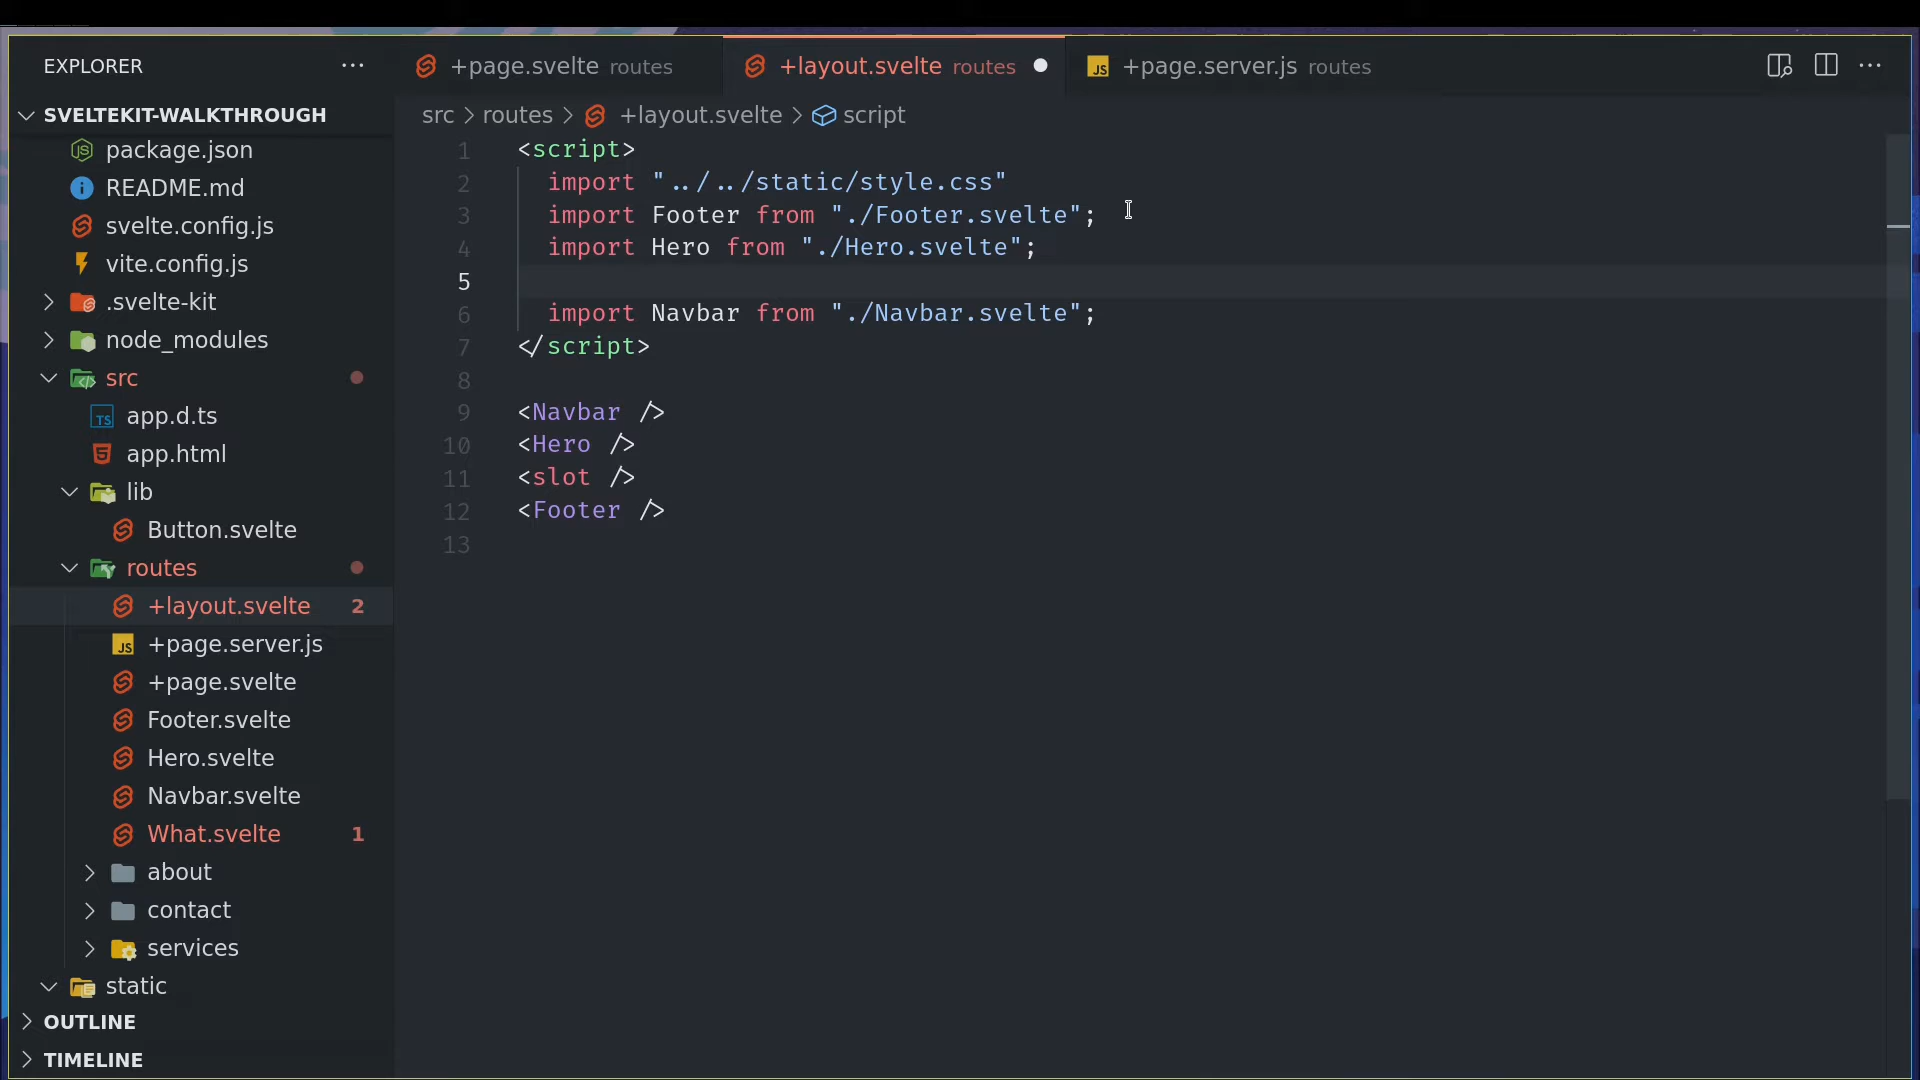 EXPLORER ···
SVELTEKIT-WALKTHROUGH
package.json
README.md
svelte.config.js
vite.config.js
.svelte-kit
node_modules
src
app.d.ts
app.html
lib
Button.svelte
routes
+layout.svelte 2
+page.server.js
+page.svelte
Footer.svelte
Hero.svelte
Navbar.svelte
What.svelte 1
about
contact
services
static
OUTLINE
TIMELINE
+page.svelte routes +layout.svelte routes JS +page.server.js routes ···
src > routes > +layout.svelte > script
1 <script>
2 import "../../static/style.css"
3 import Footer from "./Footer.svelte";
4 import Hero from "./Hero.svelte";
5
6 import Navbar from "./Navbar.svelte";
7 </script>
8
9 <Navbar />
10 <Hero />
11 <slot />
12 <Footer />
13